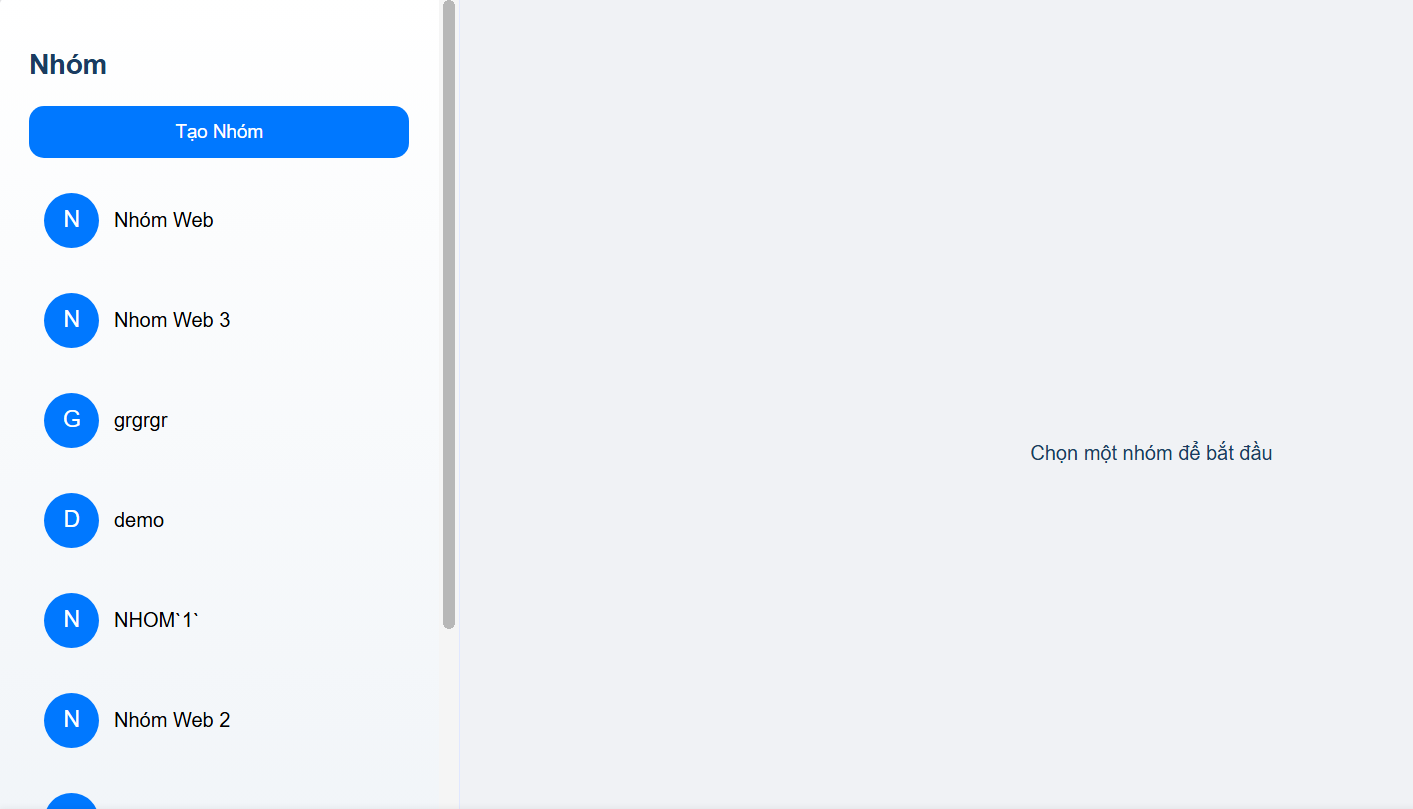 Nhóm
Tạo Nhóm
N Nhóm Web
N Nhom Web 3
G grgrgr
D demo
N NHOM`1`
N Nhóm Web 2
Chọn một nhóm để bắt đầu